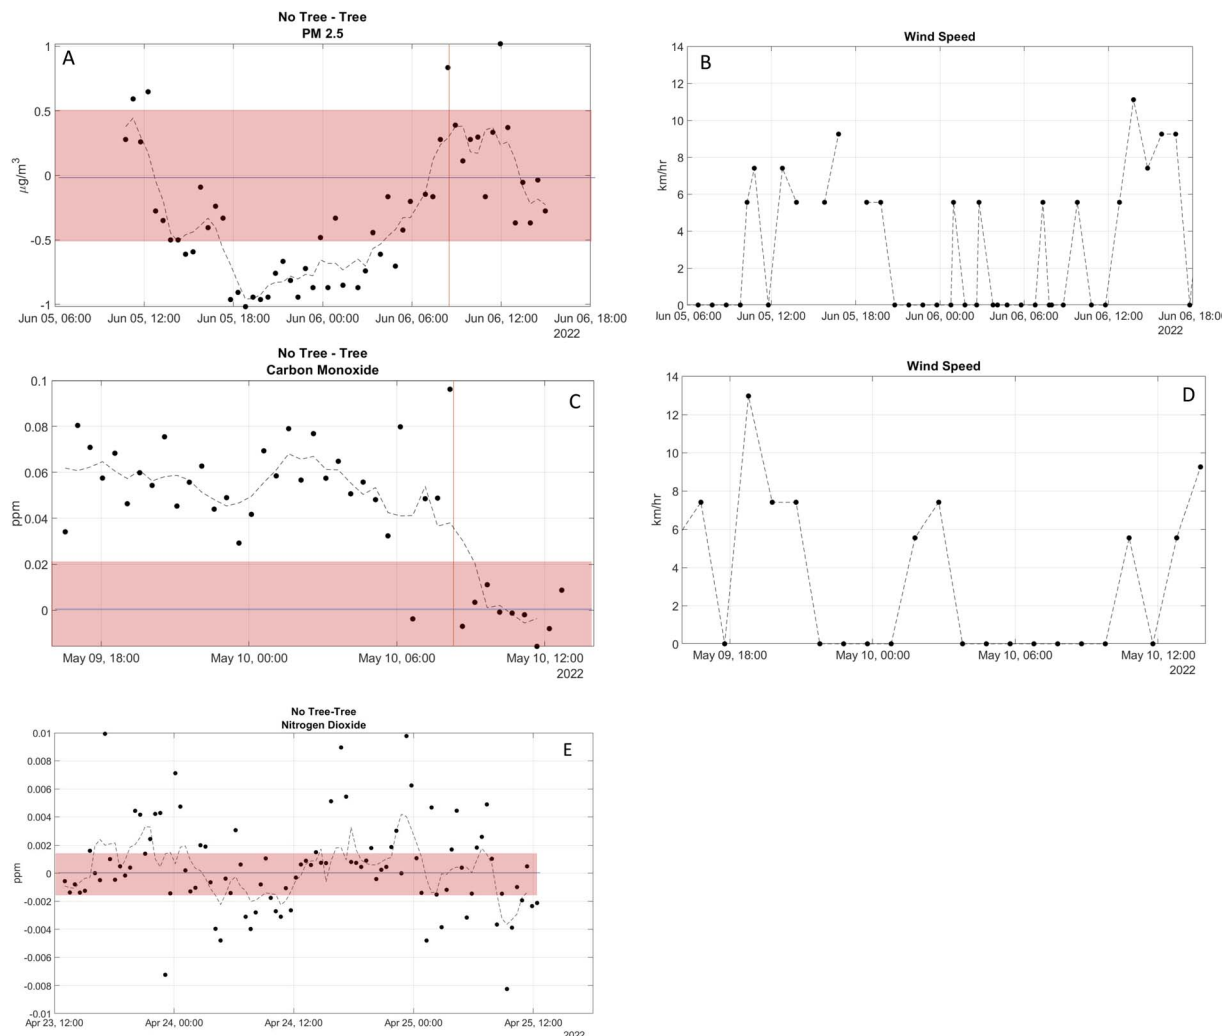 No Tree - Tree
PM 2.5
A
1
0.5
0
-0.5
-1
μg/m³
Jun 05, 06:00 Jun 05, 12:00 Jun 05, 18:00 Jun 06, 00:00 Jun 06, 06:00 Jun 06, 12:00 Jun 06, 18:00
2022
Wind Speed
B
14
12
10
8
6
4
2
0
km/hr
Jun 05, 06:00 Jun 05, 12:00 Jun 05, 18:00 Jun 06, 00:00 Jun 06, 06:00 Jun 06, 12:00 Jun 06, 18:00
2022
No Tree - Tree
Carbon Monoxide
C
0.1
0.08
0.06
0.04
0.02
0
ppm
May 09, 18:00 May 10, 00:00 May 10, 06:00 May 10, 12:00
2022
Wind Speed
D
14
12
10
8
6
4
2
0
km/hr
May 09, 18:00 May 10, 00:00 May 10, 06:00 May 10, 12:00
2022
No Tree-Tree
Nitrogen Dioxide
E
0.01
0.008
0.006
0.004
0.002
0
-0.002
-0.004
-0.006
-0.008
-0.01
ppm
Apr 23, 12:00 Apr 24, 00:00 Apr 24, 12:00 Apr 25, 00:00 Apr 25, 12:00
2022